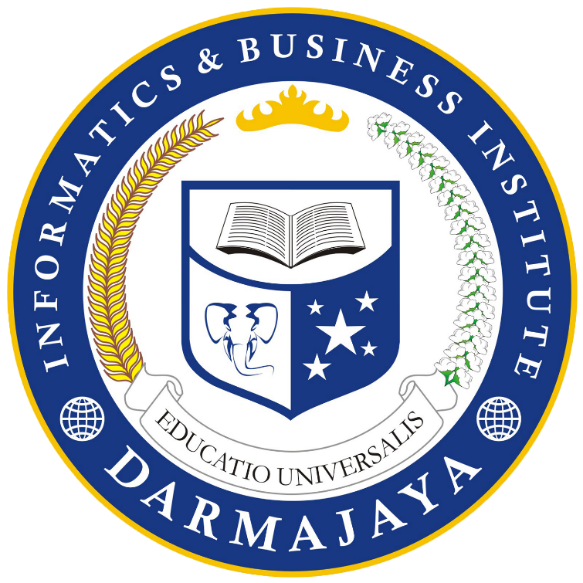 INFORMATICS & BUSINESS INSTITUTE
EDUCATIO UNIVERSALIS
DARMAJAYA